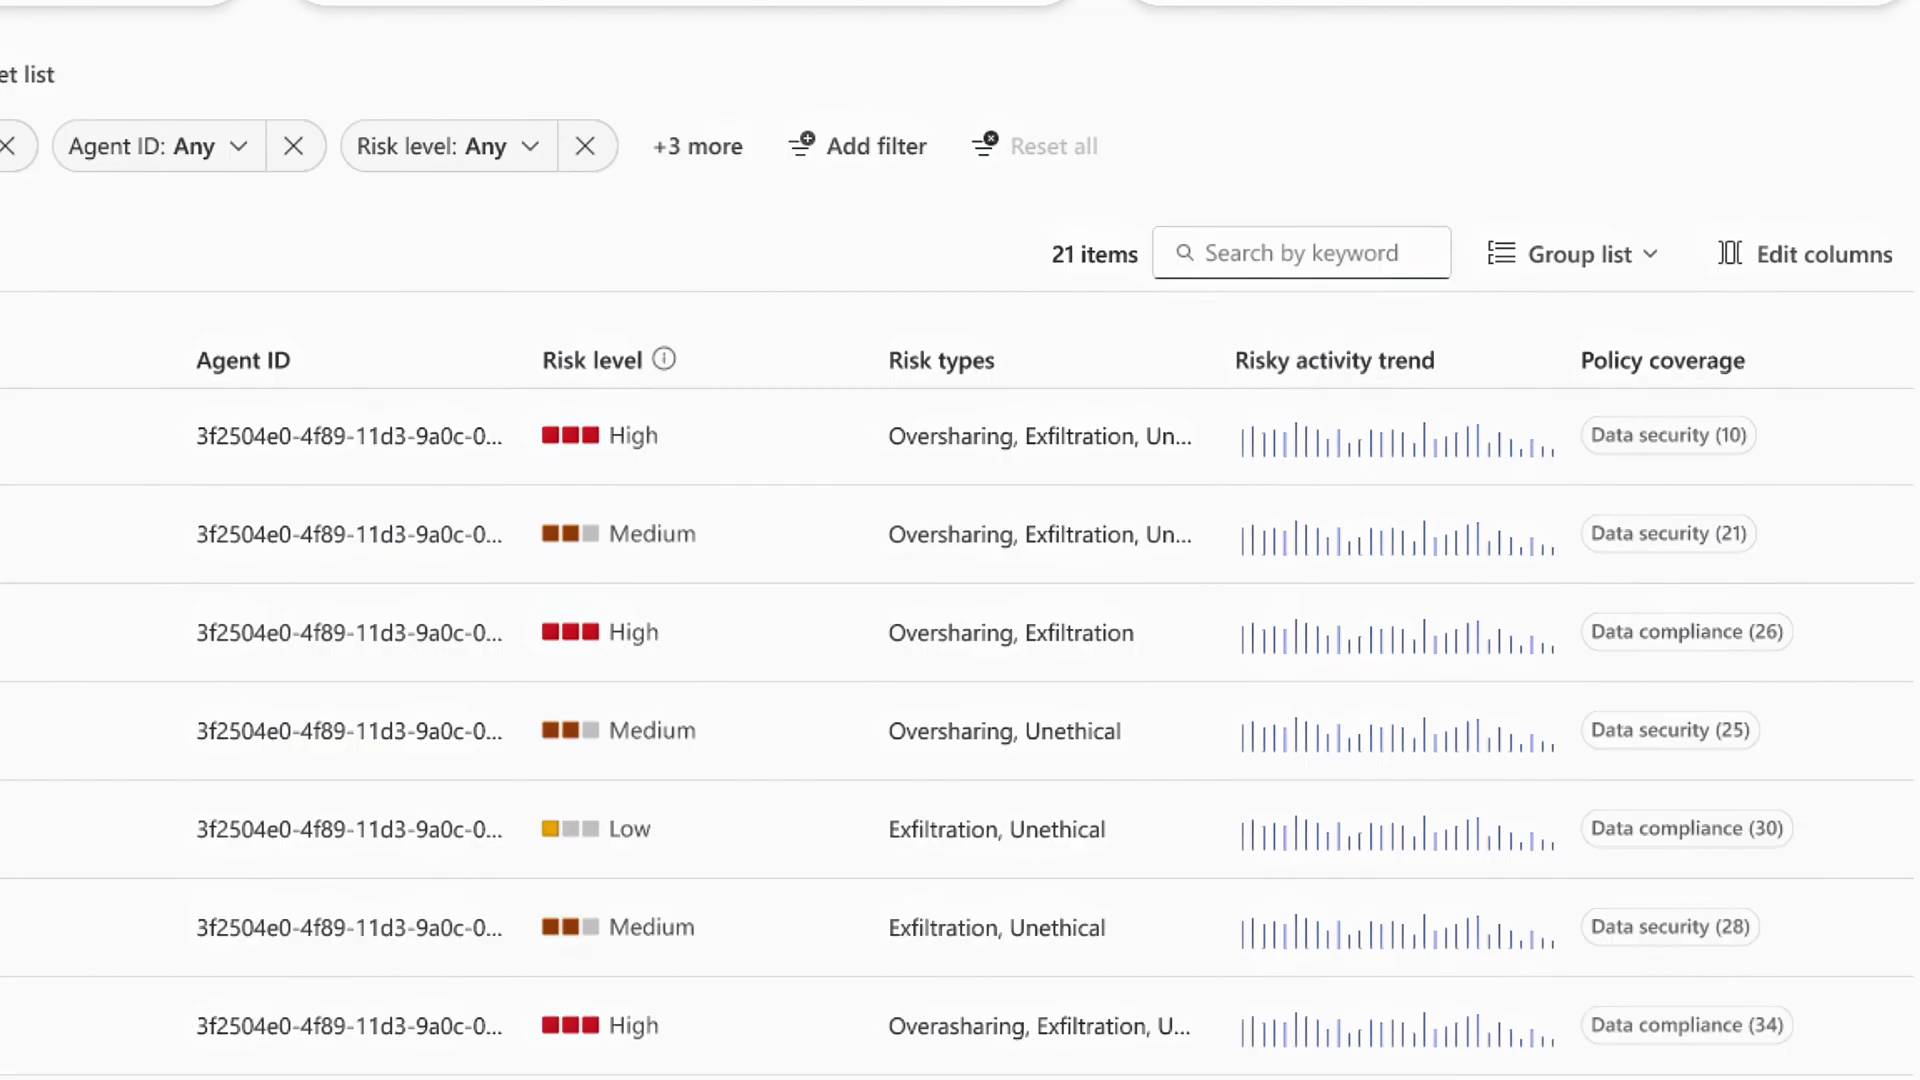 et list
Agent ID: Any Risk level: Any +3 more Add filter Reset all
21 items Search by keyword Group list Edit columns
Agent ID Risk level Risk types Risky activity trend Policy coverage
3f2504e0-4f89-11d3-9a0c-0... High Oversharing, Exfiltration, Un... Data security (10)
3f2504e0-4f89-11d3-9a0c-0... Medium Oversharing, Exfiltration, Un... Data security (21)
3f2504e0-4f89-11d3-9a0c-0... High Oversharing, Exfiltration Data compliance (26)
3f2504e0-4f89-11d3-9a0c-0... Medium Oversharing, Unethical Data security (25)
3f2504e0-4f89-11d3-9a0c-0... Low Exfiltration, Unethical Data compliance (30)
3f2504e0-4f89-11d3-9a0c-0... Medium Exfiltration, Unethical Data security (28)
3f2504e0-4f89-11d3-9a0c-0... High Overasharing, Exfiltration, U... Data compliance (34)